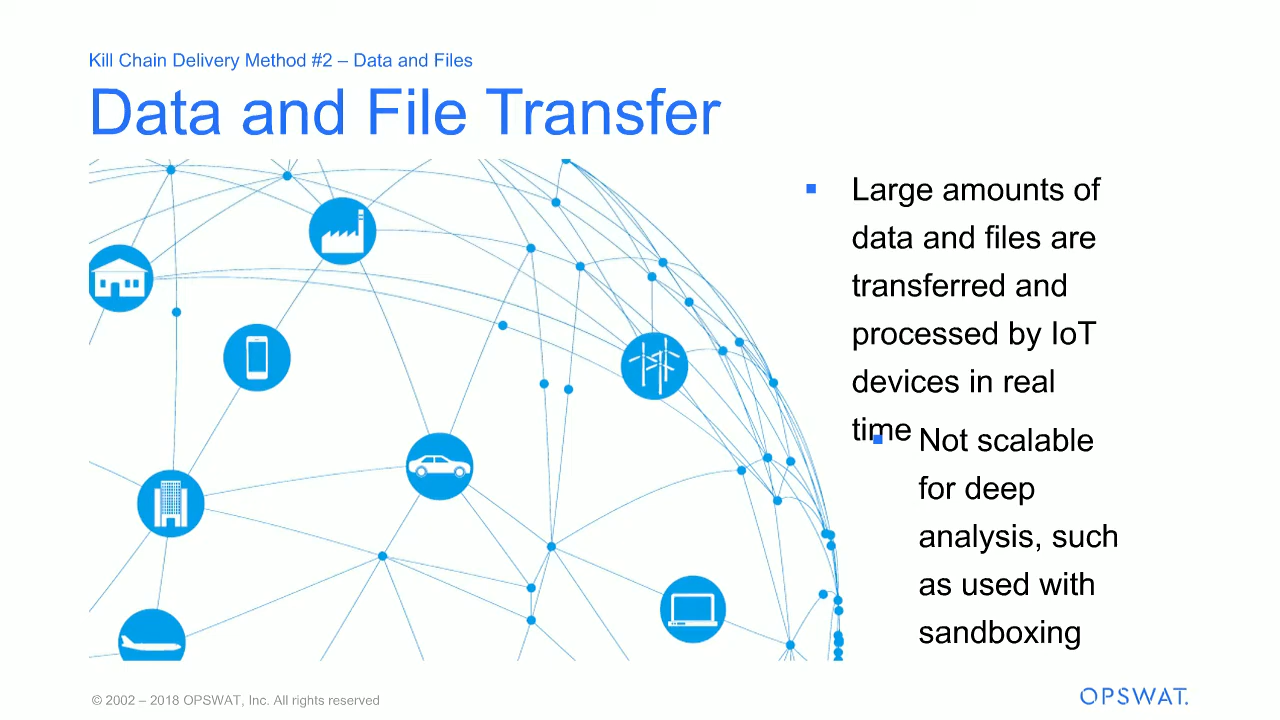 Kill Chain Delivery Method #2 – Data and Files
Data and File Transfer
Large amounts of
data and files are
transferred and
processed by IoT
devices in real
time
Not scalable
for deep
analysis, such
as used with
sandboxing
© 2002 – 2018 OPSWAT, Inc. All rights reserved
OPSWAT.